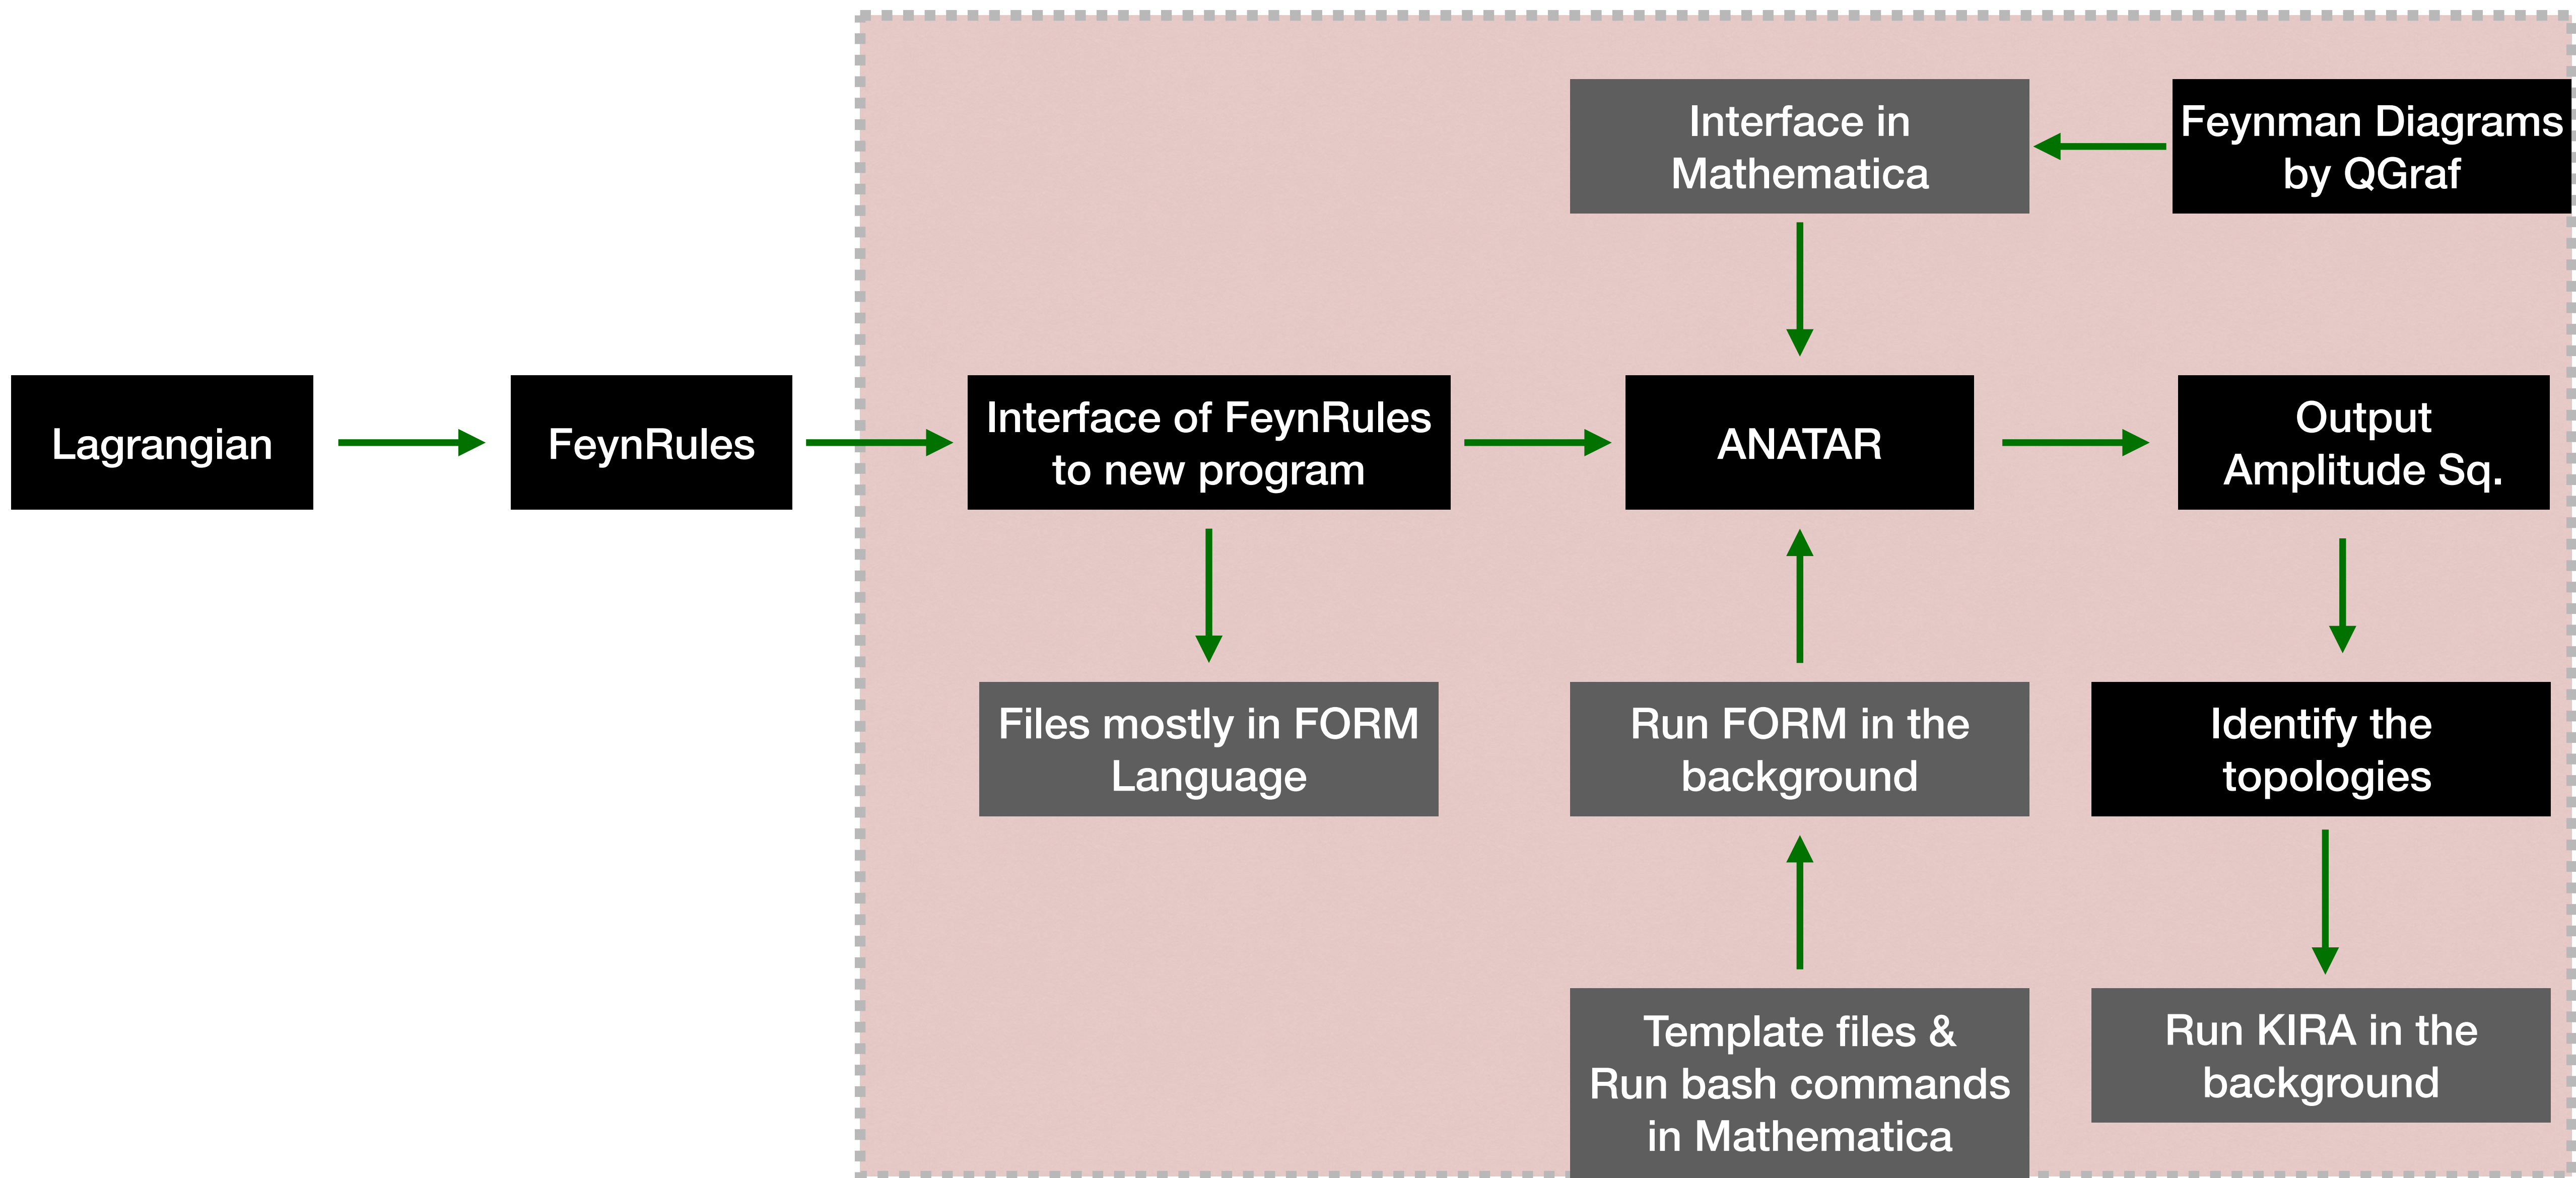 Interface in
Mathematica
Feynman Diagrams
by QGraf
Lagrangian
FeynRules
Interface of FeynRules
to new program
ANATAR
Output
Amplitude Sq.
Files mostly in FORM
Language
Run FORM in the
background
Identify the
topologies
Template files &
Run bash commands
in Mathematica
Run KIRA in the
background